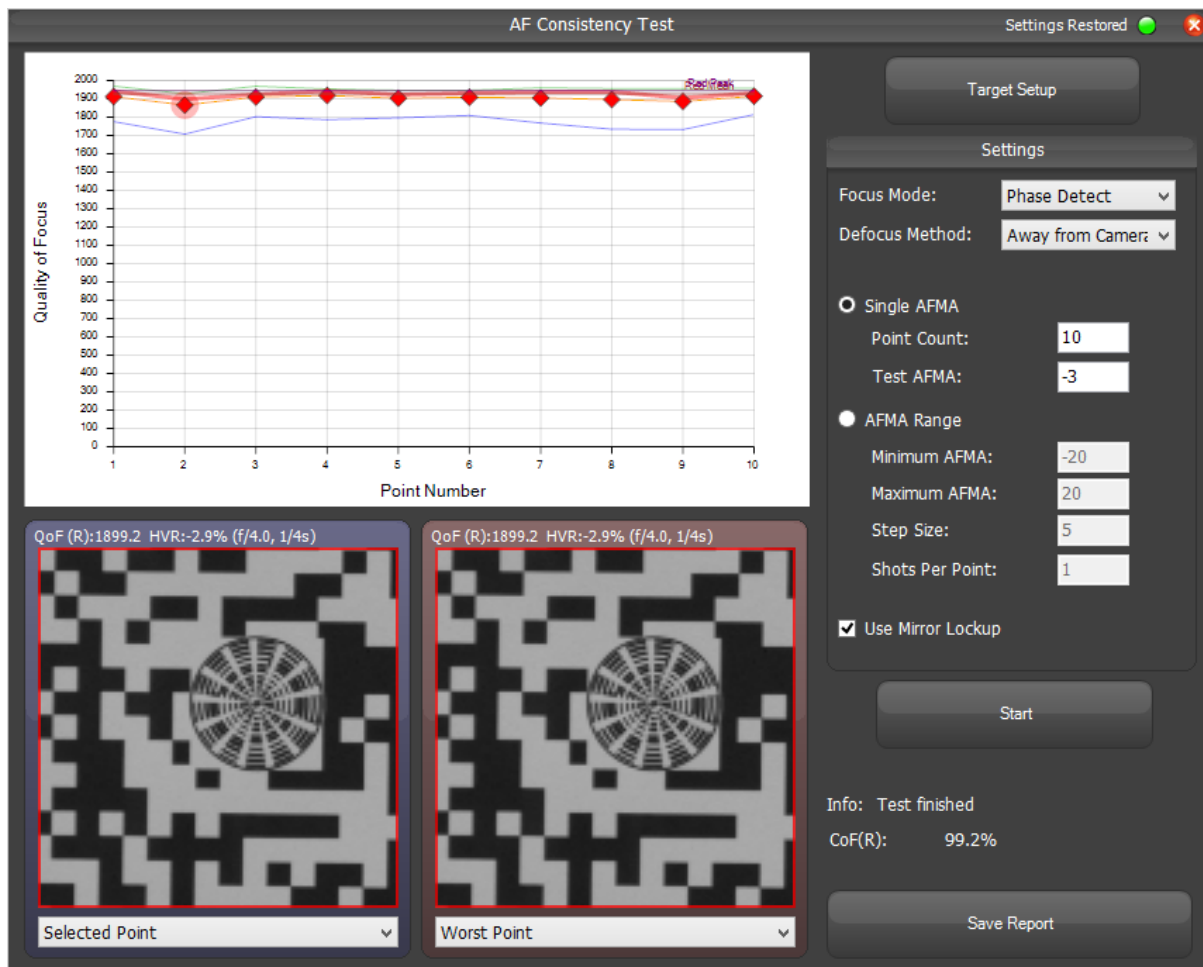 AF Consistency Test
Settings Restored
2000
1900
1800
1700
1600
1500
1400
1300
1200
1100
1000
900
800
700
600
500
400
300
200
100
0
Quality of Focus
1 2 3 4 5 6 7 8 9 10
Point Number
Target Setup
Settings
Focus Mode: Phase Detect
Defocus Method: Away from Camera
Single AFMA
Point Count: 10
Test AFMA: -3
AFMA Range
Minimum AFMA: -20
Maximum AFMA: 20
Step Size: 5
Shots Per Point: 1
Use Mirror Lockup
Start
Info: Test finished
CoF(R): 99.2%
Save Report
QoF (R):1899.2 HVR:-2.9% (f/4.0, 1/4s)
Selected Point
QoF (R):1899.2 HVR:-2.9% (f/4.0, 1/4s)
Worst Point